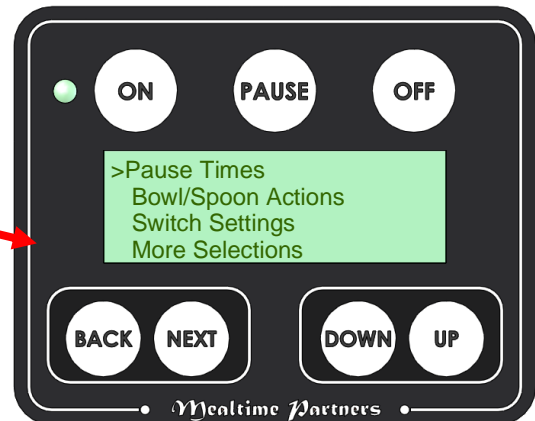 ON PAUSE OFF
>Pause Times
Bowl/Spoon Actions
Switch Settings
More Selections
BACK NEXT DOWN UP
Mealtime Partners